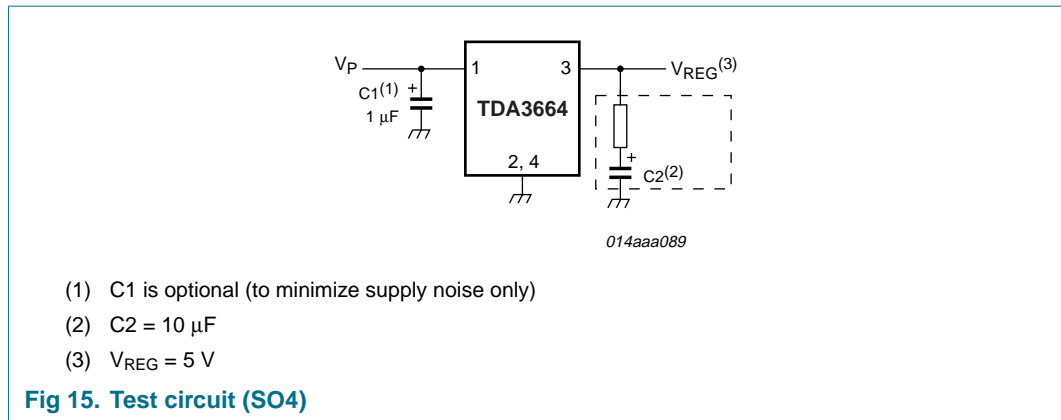 VP
1
3
VREG(3)
C1(1)
+
1 μF
TDA3664
2, 4
+
C2(2)
014aaa089
(1) C1 is optional (to minimize supply noise only)
(2) C2 = 10 μF
(3) VREG = 5 V
Fig 15. Test circuit (SO4)